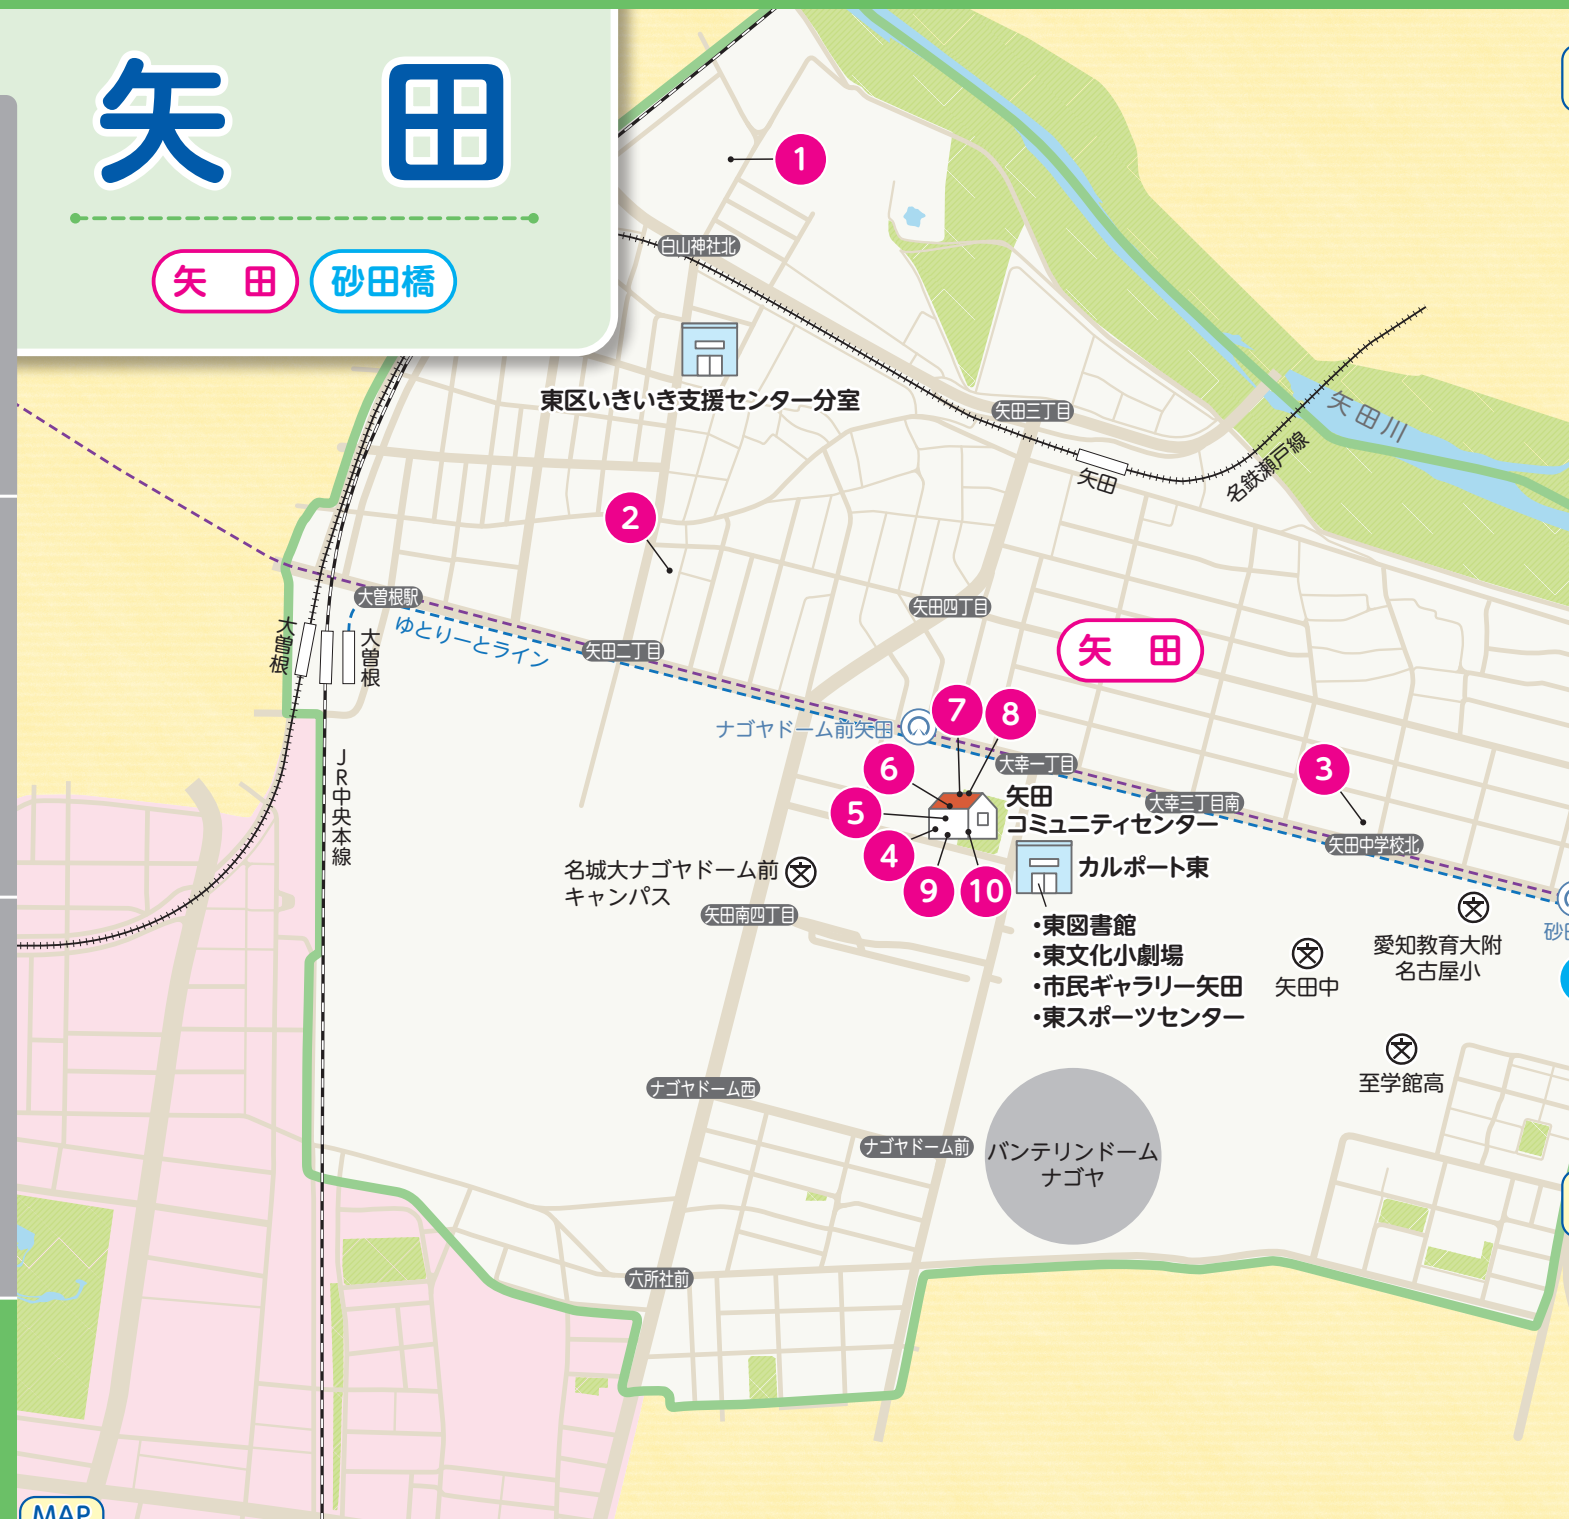 矢 田
矢 田
砂田橋
1
白山神社北
東区いきいき支援センター分室
矢田三丁目
矢田川
矢田
名鉄瀬戸線
2
大曽根駅
ゆとりーとライン
大曽根
大曽根
矢田二丁目
矢田四丁目
矢 田
ナゴヤドーム前矢田
7
8
6
大幸一丁目
3
5
矢田
コミュニティセンター
大幸三丁目南
4
矢田中学校北
9
10
カルポート東
JR中央本線
名城大ナゴヤドーム前
キャンパス
矢田南四丁目
・東図書館
・東文化小劇場
・市民ギャラリー矢田
・東スポーツセンター
愛知教育大附
名古屋小
矢田中
至学館高
ナゴヤドーム西
ナゴヤドーム前
バンテリンドーム
ナゴヤ
六所社前
MAP